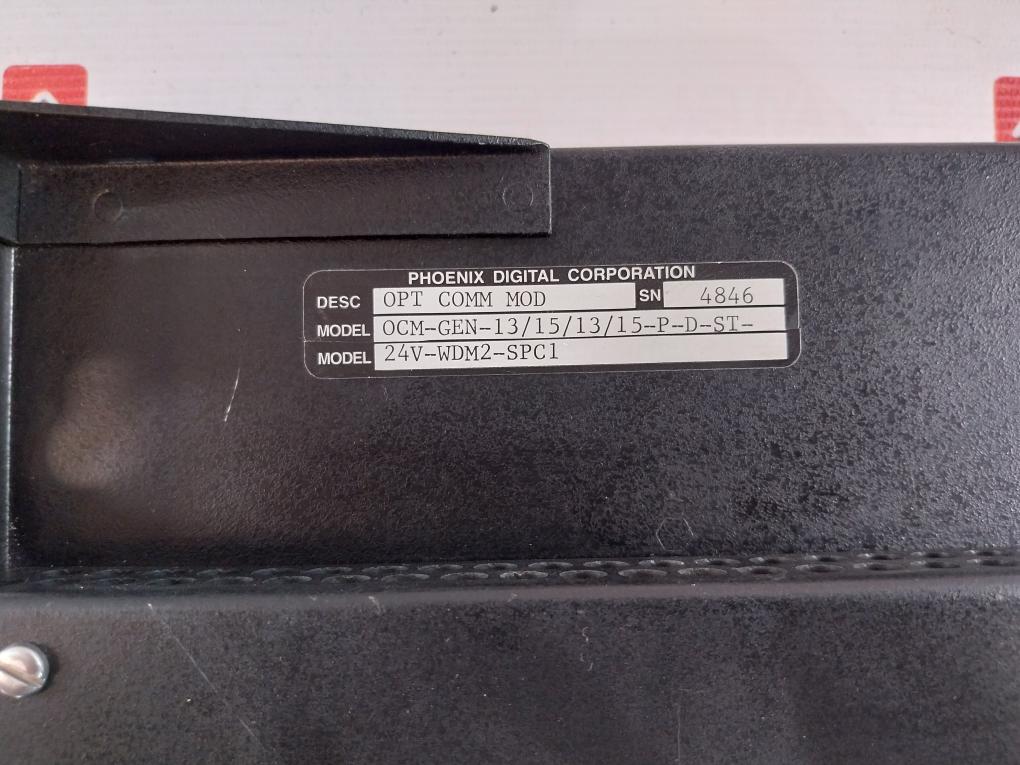 PHOENIX DIGITAL CORPORATION
DESC OPT COMM MOD SN 4846
MODEL OCM-GEN-13/15/13/15-P-D-ST-
MODEL 24V-WDM2-SPC1